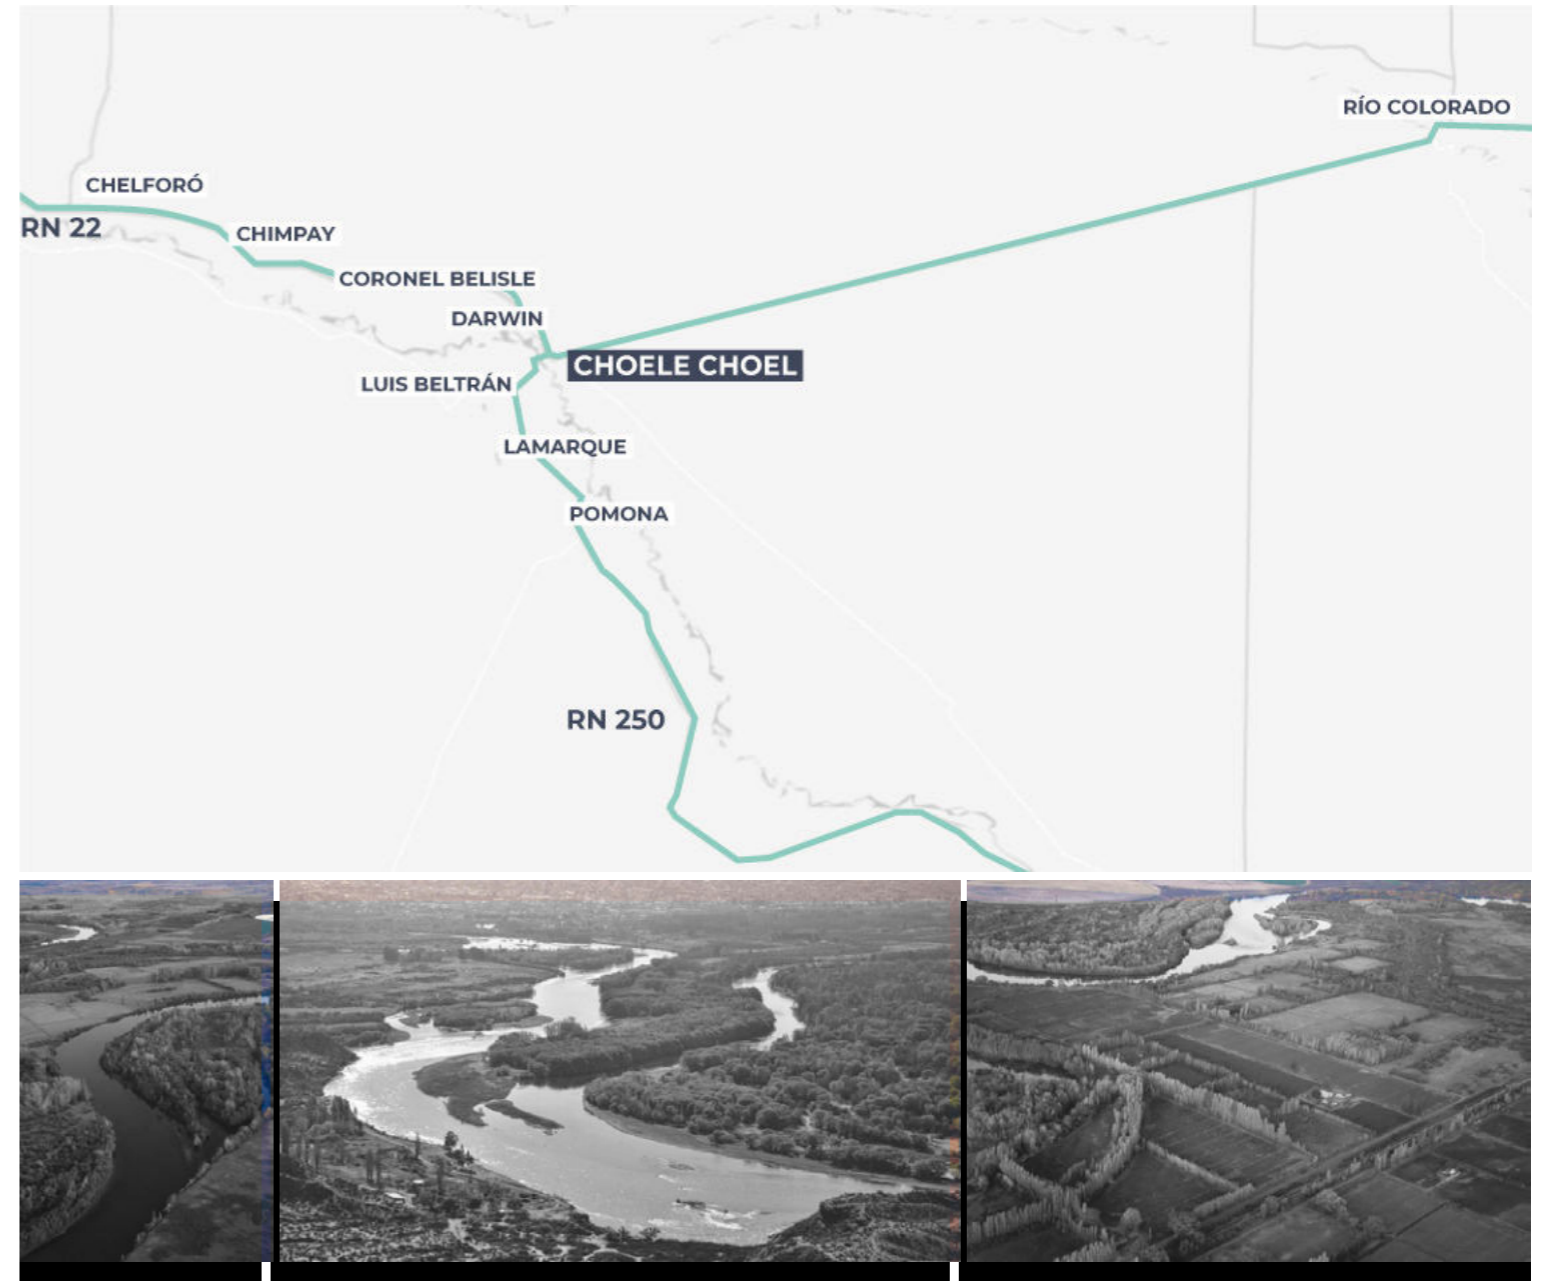 RÍO COLORADO
CHELFORÓ
RN 22
CHIMPAY
CORONEL BELISLE
DARWIN
CHOELE CHOEL
LUIS BELTRÁN
LAMARQUE
POMONA
RN 250